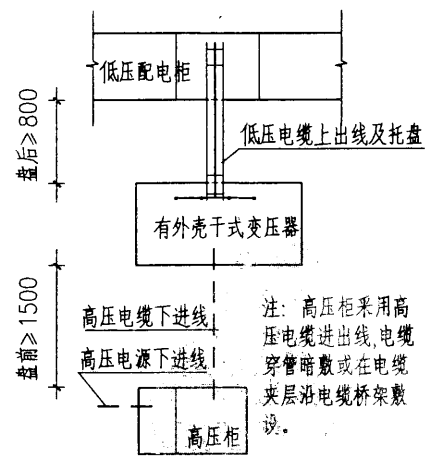 低压配电柜
盘后≥800
低压电缆上出线及托盘
有外壳干式变压器
盘前≥1500
高压电缆下进线
高压电源下进线
高压柜
注: 高压柜采用高
压电缆进出线,电缆
穿管暗敷或在电缆
夹层沿电缆桥架敷
设。